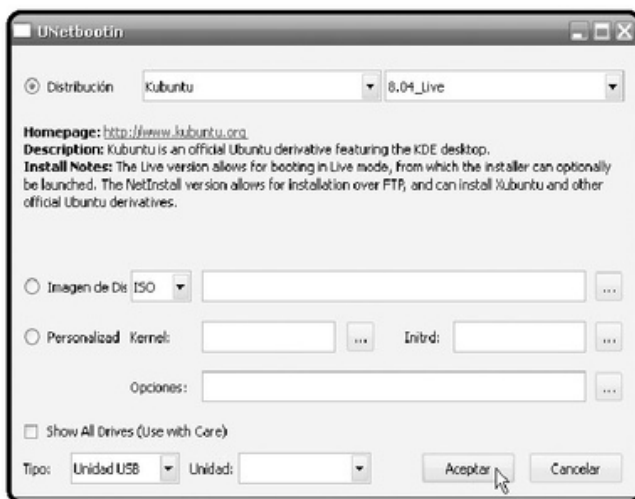 UNetbootin
Distribución Kubuntu 8.04_Live
Homepage: http://www.kubuntu.org
Description: Kubuntu is an official Ubuntu derivative featuring the KDE desktop.
Install Notes: The Live version allows for booting in Live mode, from which the installer can optionally
be launched. The NetInstall version allows for installation over FTP, and can install Xubuntu and other
official Ubuntu derivatives.
Imagen de Dis ISO ...
Personalizad Kernel: ... Initrd: ...
Opciones: ...
Show All Drives (Use with Care)
Tipo: Unidad USB Unidad: Aceptar Cancelar